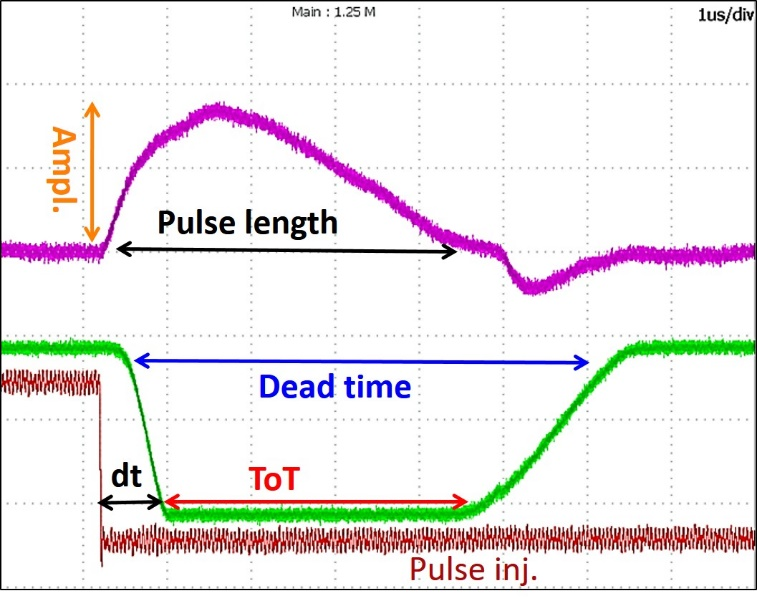 Main : 1.25 M
1us/div
Ampl.
Pulse length
Dead time
dt
ToT
Pulse inj.